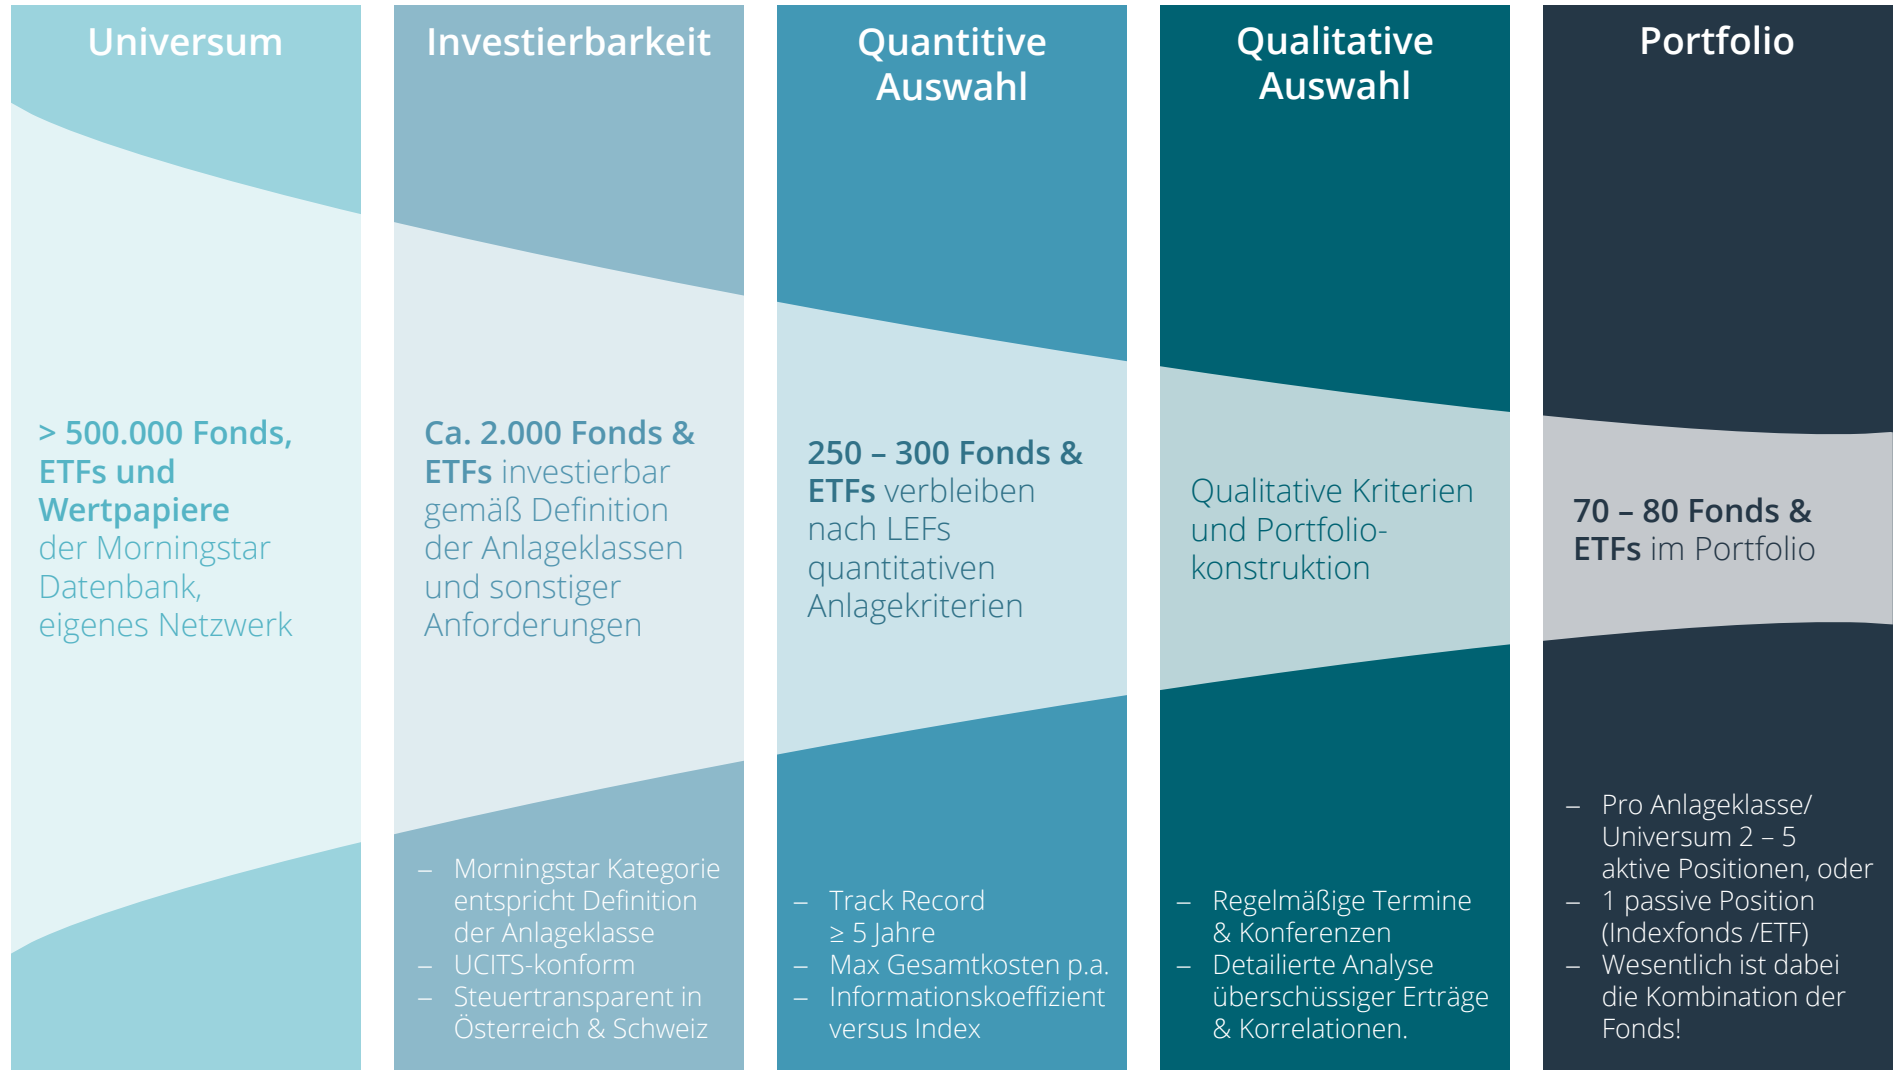 Universum
> 500.000 Fonds,
ETFs und
Wertpapiere
der Morningstar
Datenbank,
eigenes Netzwerk
Investierbarkeit
Ca. 2.000 Fonds &
ETFs investierbar
gemäß Definition
der Anlageklassen
und sonstiger
Anforderungen
– Morningstar Kategorie
entspricht Definition
der Anlageklasse
– UCITS-konform
– Steuertransparent in
Österreich & Schweiz
Quantitive
Auswahl
250 – 300 Fonds &
ETFs verbleiben
nach LEFs
quantitativen
Anlagekriterien
– Track Record
≥ 5 Jahre
– Max Gesamtkosten p.a.
– Informationskoeffizient
versus Index
Qualitative
Auswahl
Qualitative Kriterien
und Portfolio-
konstruktion
– Regelmäßige Termine
& Konferenzen
– Detailierte Analyse
überschüssiger Erträge
& Korrelationen.
Portfolio
70 – 80 Fonds &
ETFs im Portfolio
– Pro Anlageklasse/
Universum 2 – 5
aktive Positionen, oder
– 1 passive Position
(Indexfonds /ETF)
– Wesentlich ist dabei
die Kombination der
Fonds!